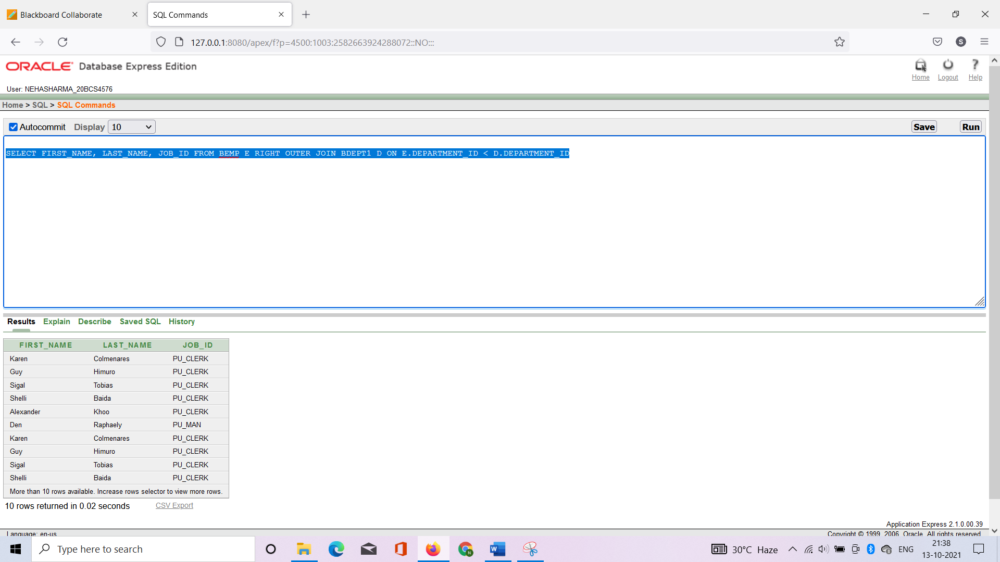 Blackboard Collaborate
SQL Commands
127.0.0.1:8080/apex/f?p=4500:1003:2582663924288072::NO:::
S
ORACLE Database Express Edition
Home Logout Help
User: NEHASHARMA_20BCS4576
Home > SQL > SQL Commands
Autocommit Display 10 Save Run
SELECT FIRST_NAME, LAST_NAME, JOB_ID FROM BEMP E RIGHT OUTER JOIN BDEPT1 D ON E.DEPARTMENT_ID < D.DEPARTMENT_ID
Results Explain Describe Saved SQL History
FIRST_NAME LAST_NAME JOB_ID
Karen Colmenares PU_CLERK
Guy Himuro PU_CLERK
Sigal Tobias PU_CLERK
Shelli Baida PU_CLERK
Alexander Khoo PU_CLERK
Den Raphaely PU_MAN
Karen Colmenares PU_CLERK
Guy Himuro PU_CLERK
Sigal Tobias PU_CLERK
Shelli Baida PU_CLERK
More than 10 rows available. Increase rows selector to view more rows.
10 rows returned in 0.02 seconds CSV Export
Application Express 2.1.0.00.39
Language: en-us Copyright © 1999, 2006, Oracle. All rights reserved.
Type here to search
N
W
30°C Haze
ENG
21:38
13-10-2021